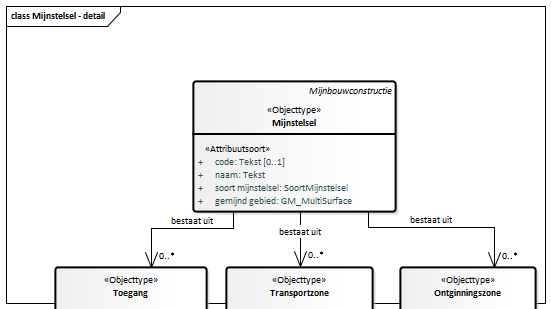 class Mijnstelsel - detail
Mijnbouwconstructie
«Objecttype»
Mijnstelsel
«Attribuutsoort»
+ code: Tekst [0..1]
+ naam: Tekst
+ soort mijnstelsel: SoortMijnstelsel
+ gemijnd gebied: GM_MultiSurface
bestaat uit
bestaat uit
bestaat uit
0..*
0..*
0..*
«Objecttype»
Toegang
«Objecttype»
Transportzone
«Objecttype»
Ontginningszone